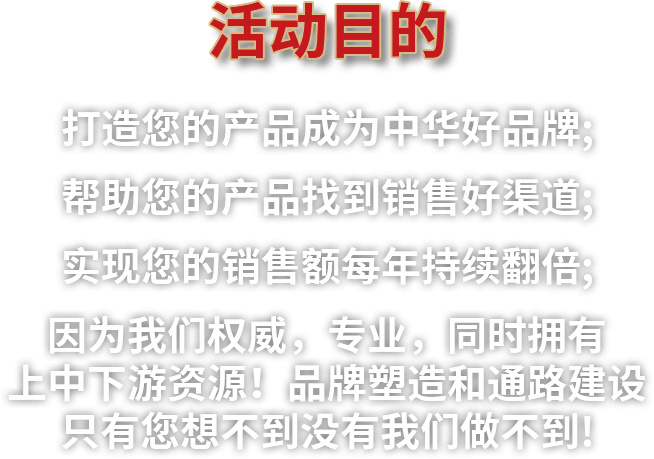 活动目的
打造您的产品成为中华好品牌;
帮助您的产品找到销售好渠道;
实现您的销售额每年持续翻倍;
因为我们权威，专业，同时拥有
上中下游资源！品牌塑造和通路建设
只有您想不到没有我们做不到!